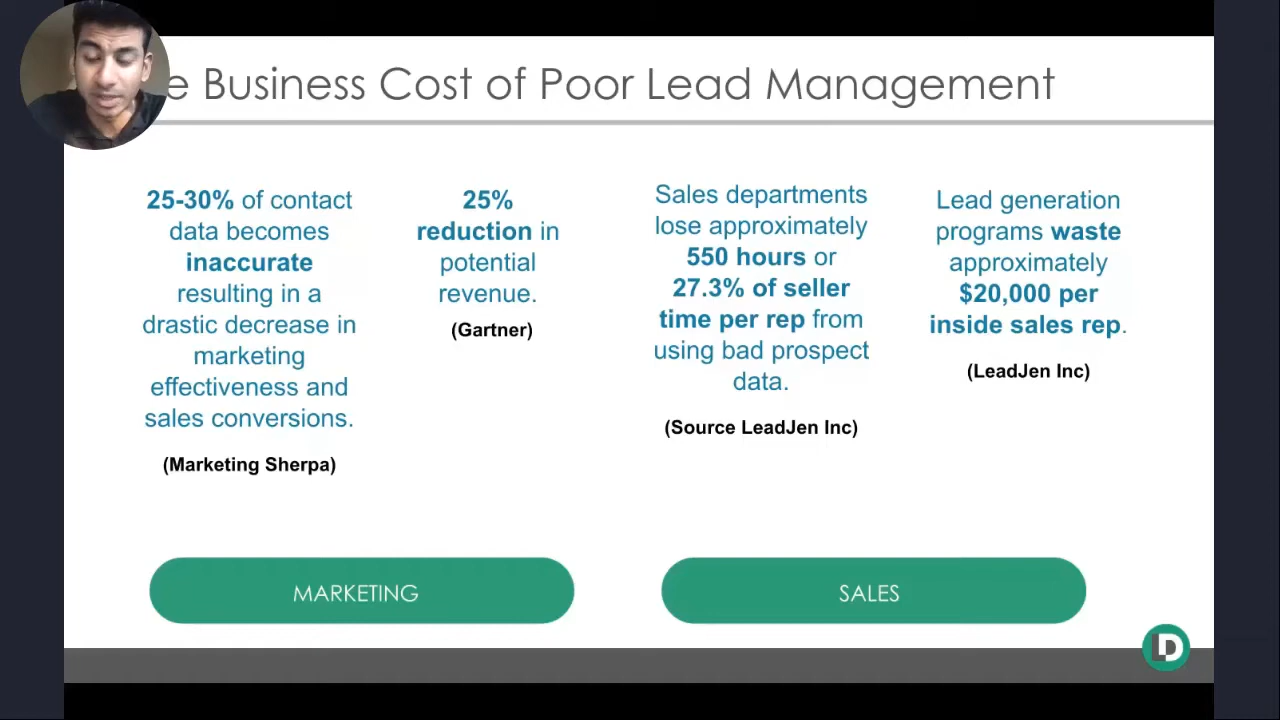 e Business Cost of Poor Lead Management
25-30% of contact
data becomes
inaccurate
resulting in a
drastic decrease in
marketing
effectiveness and
sales conversions.
(Marketing Sherpa)
25%
reduction in
potential
revenue.
(Gartner)
Sales departments
lose approximately
550 hours or
27.3% of seller
time per rep from
using bad prospect
data.
(Source LeadJen Inc)
Lead generation
programs waste
approximately
$20,000 per
inside sales rep.
(LeadJen Inc)
MARKETING
SALES
LD